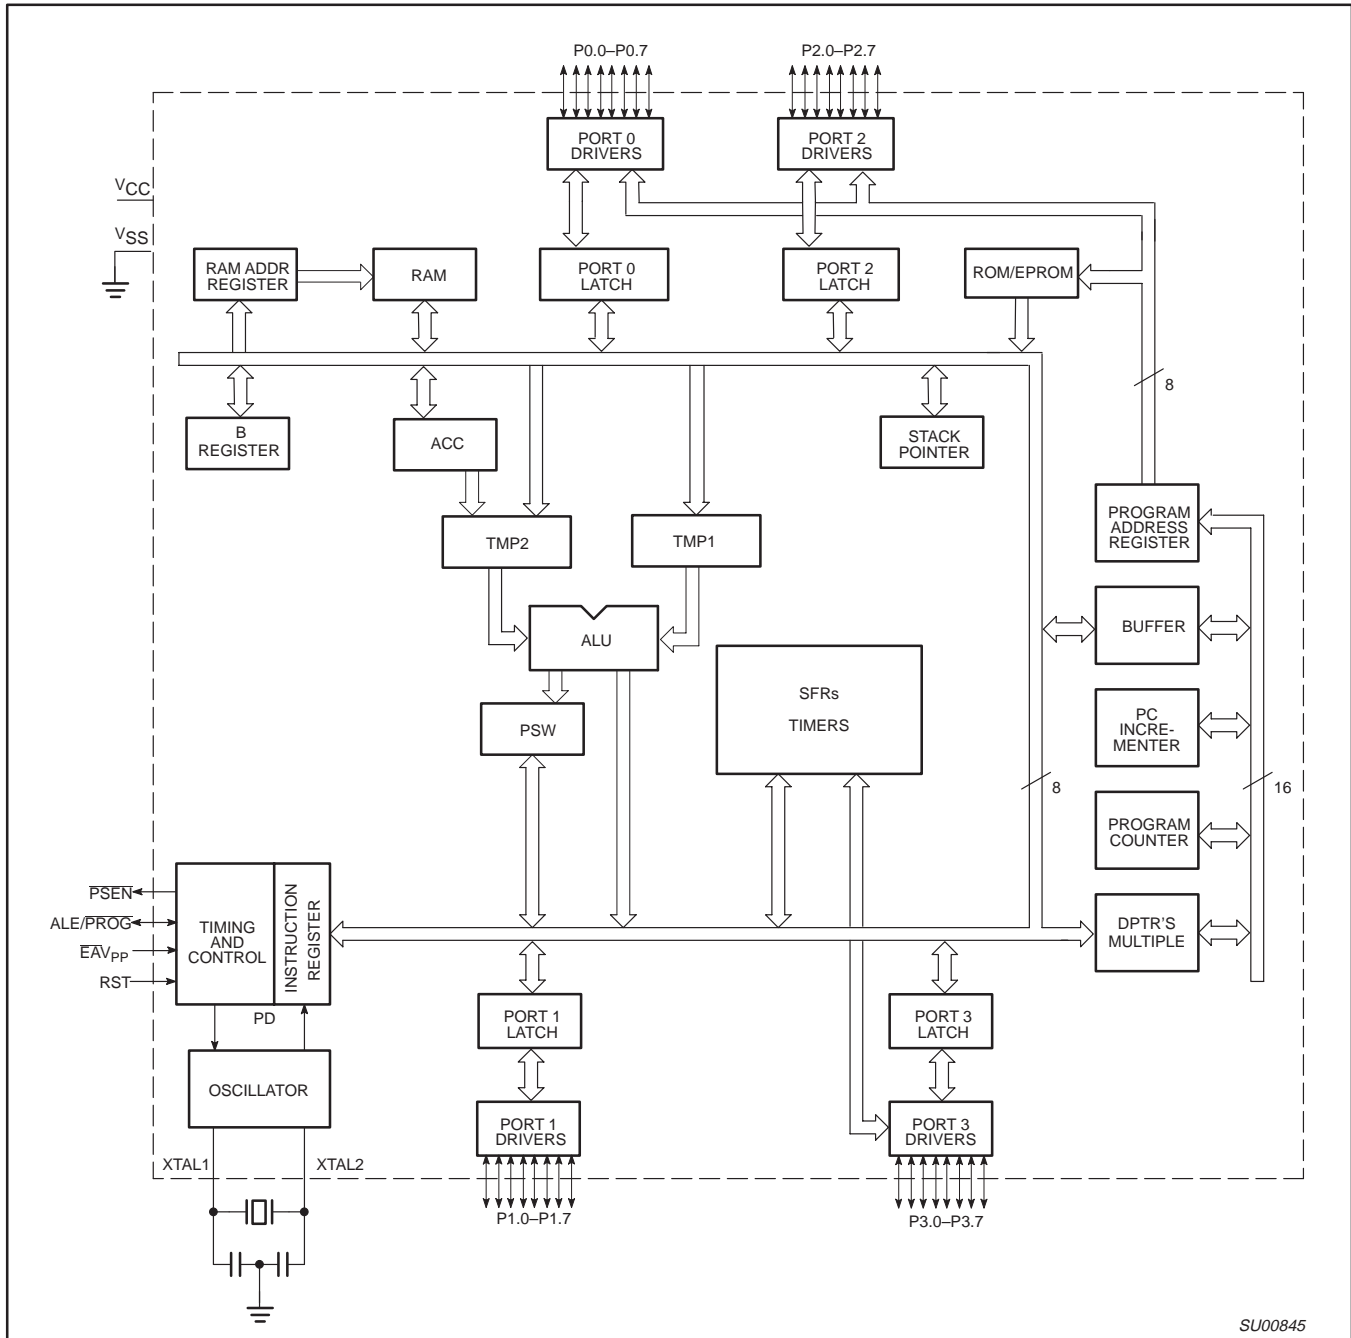 P0.0–P0.7
P2.0–P2.7
PORT 0
DRIVERS
PORT 2
DRIVERS
VCC
VSS
RAM ADDR
REGISTER
RAM
PORT 0
LATCH
PORT 2
LATCH
ROM/EPROM
8
B
REGISTER
ACC
STACK
POINTER
PROGRAM
ADDRESS
REGISTER
TMP2
TMP1
ALU
BUFFER
SFRs
TIMERS
PSW
PC
INCRE-
MENTER
8
16
PROGRAM
COUNTER
PSEN
ALE/PROG
EAVPP
RST
TIMING
AND
CONTROL
INSTRUCTION
REGISTER
DPTR'S
MULTIPLE
PD
PORT 1
LATCH
PORT 3
LATCH
OSCILLATOR
PORT 1
DRIVERS
PORT 3
DRIVERS
XTAL1
XTAL2
P1.0–P1.7
P3.0–P3.7
SU00845